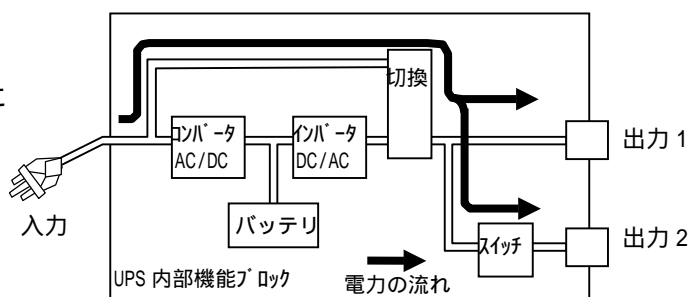 に
切換
コンバータ
AC/DC
インバータ
DC/AC
出力 1
入力
バッテリ
スイッチ
出力 2
UPS 内部機能ブロック
電力の流れ